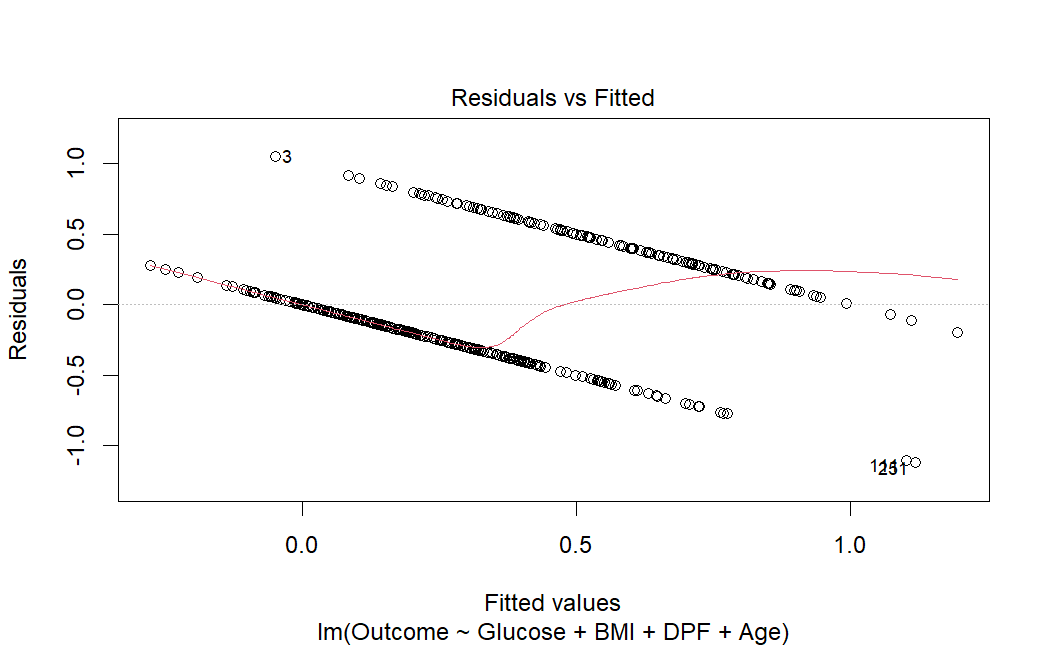 Residuals vs Fitted
Residuals
1.0
0.5
0.0
-0.5
-1.0
3
231
0.0
0.5
1.0
Fitted values
lm(Outcome ~ Glucose + BMI + DPF + Age)